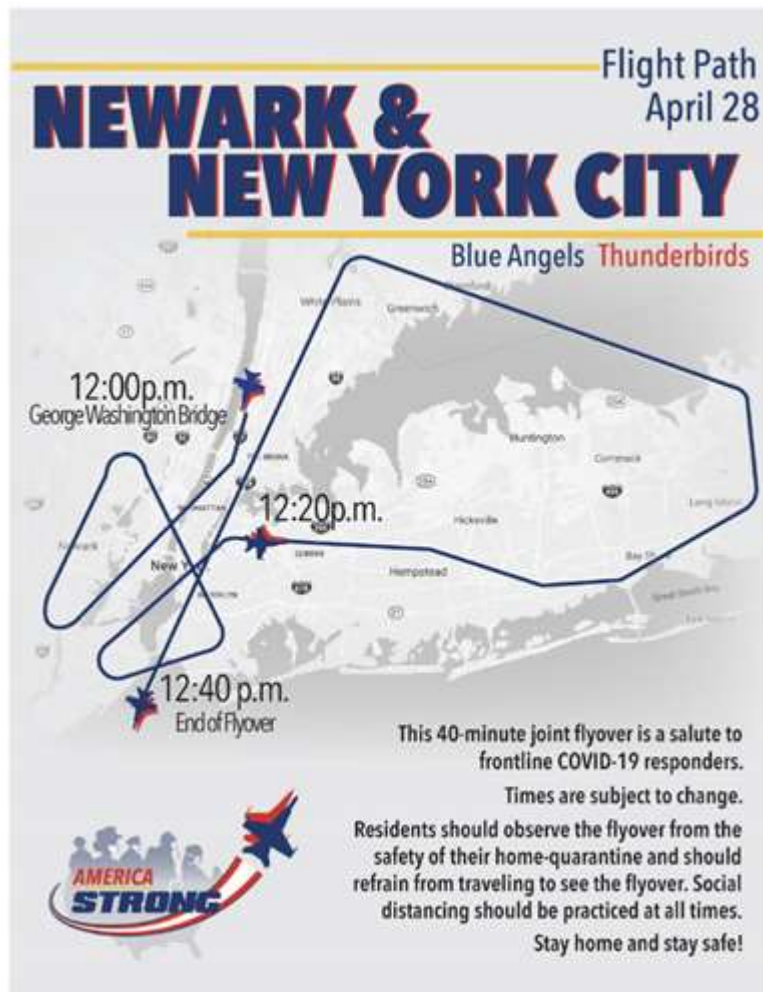 Flight Path
April 28
NEWARK &
NEW YORK CITY
Blue Angels Thunderbirds
White Plains
Greenwich
12:00p.m.
George Washington Bridge
Huntington
Commack
12:20p.m.
Long Island
Hicksville
Newark
QUEENS
New Y
Hempstead
Bay Sh
12:40 p.m.
End of Flyover
This 40-minute joint flyover is a salute to
frontline COVID-19 responders.
Times are subject to change.
Residents should observe the flyover from the
safety of their home-quarantine and should
refrain from traveling to see the flyover. Social
distancing should be practiced at all times.
Stay home and stay safe!
AMERICA
STRONG